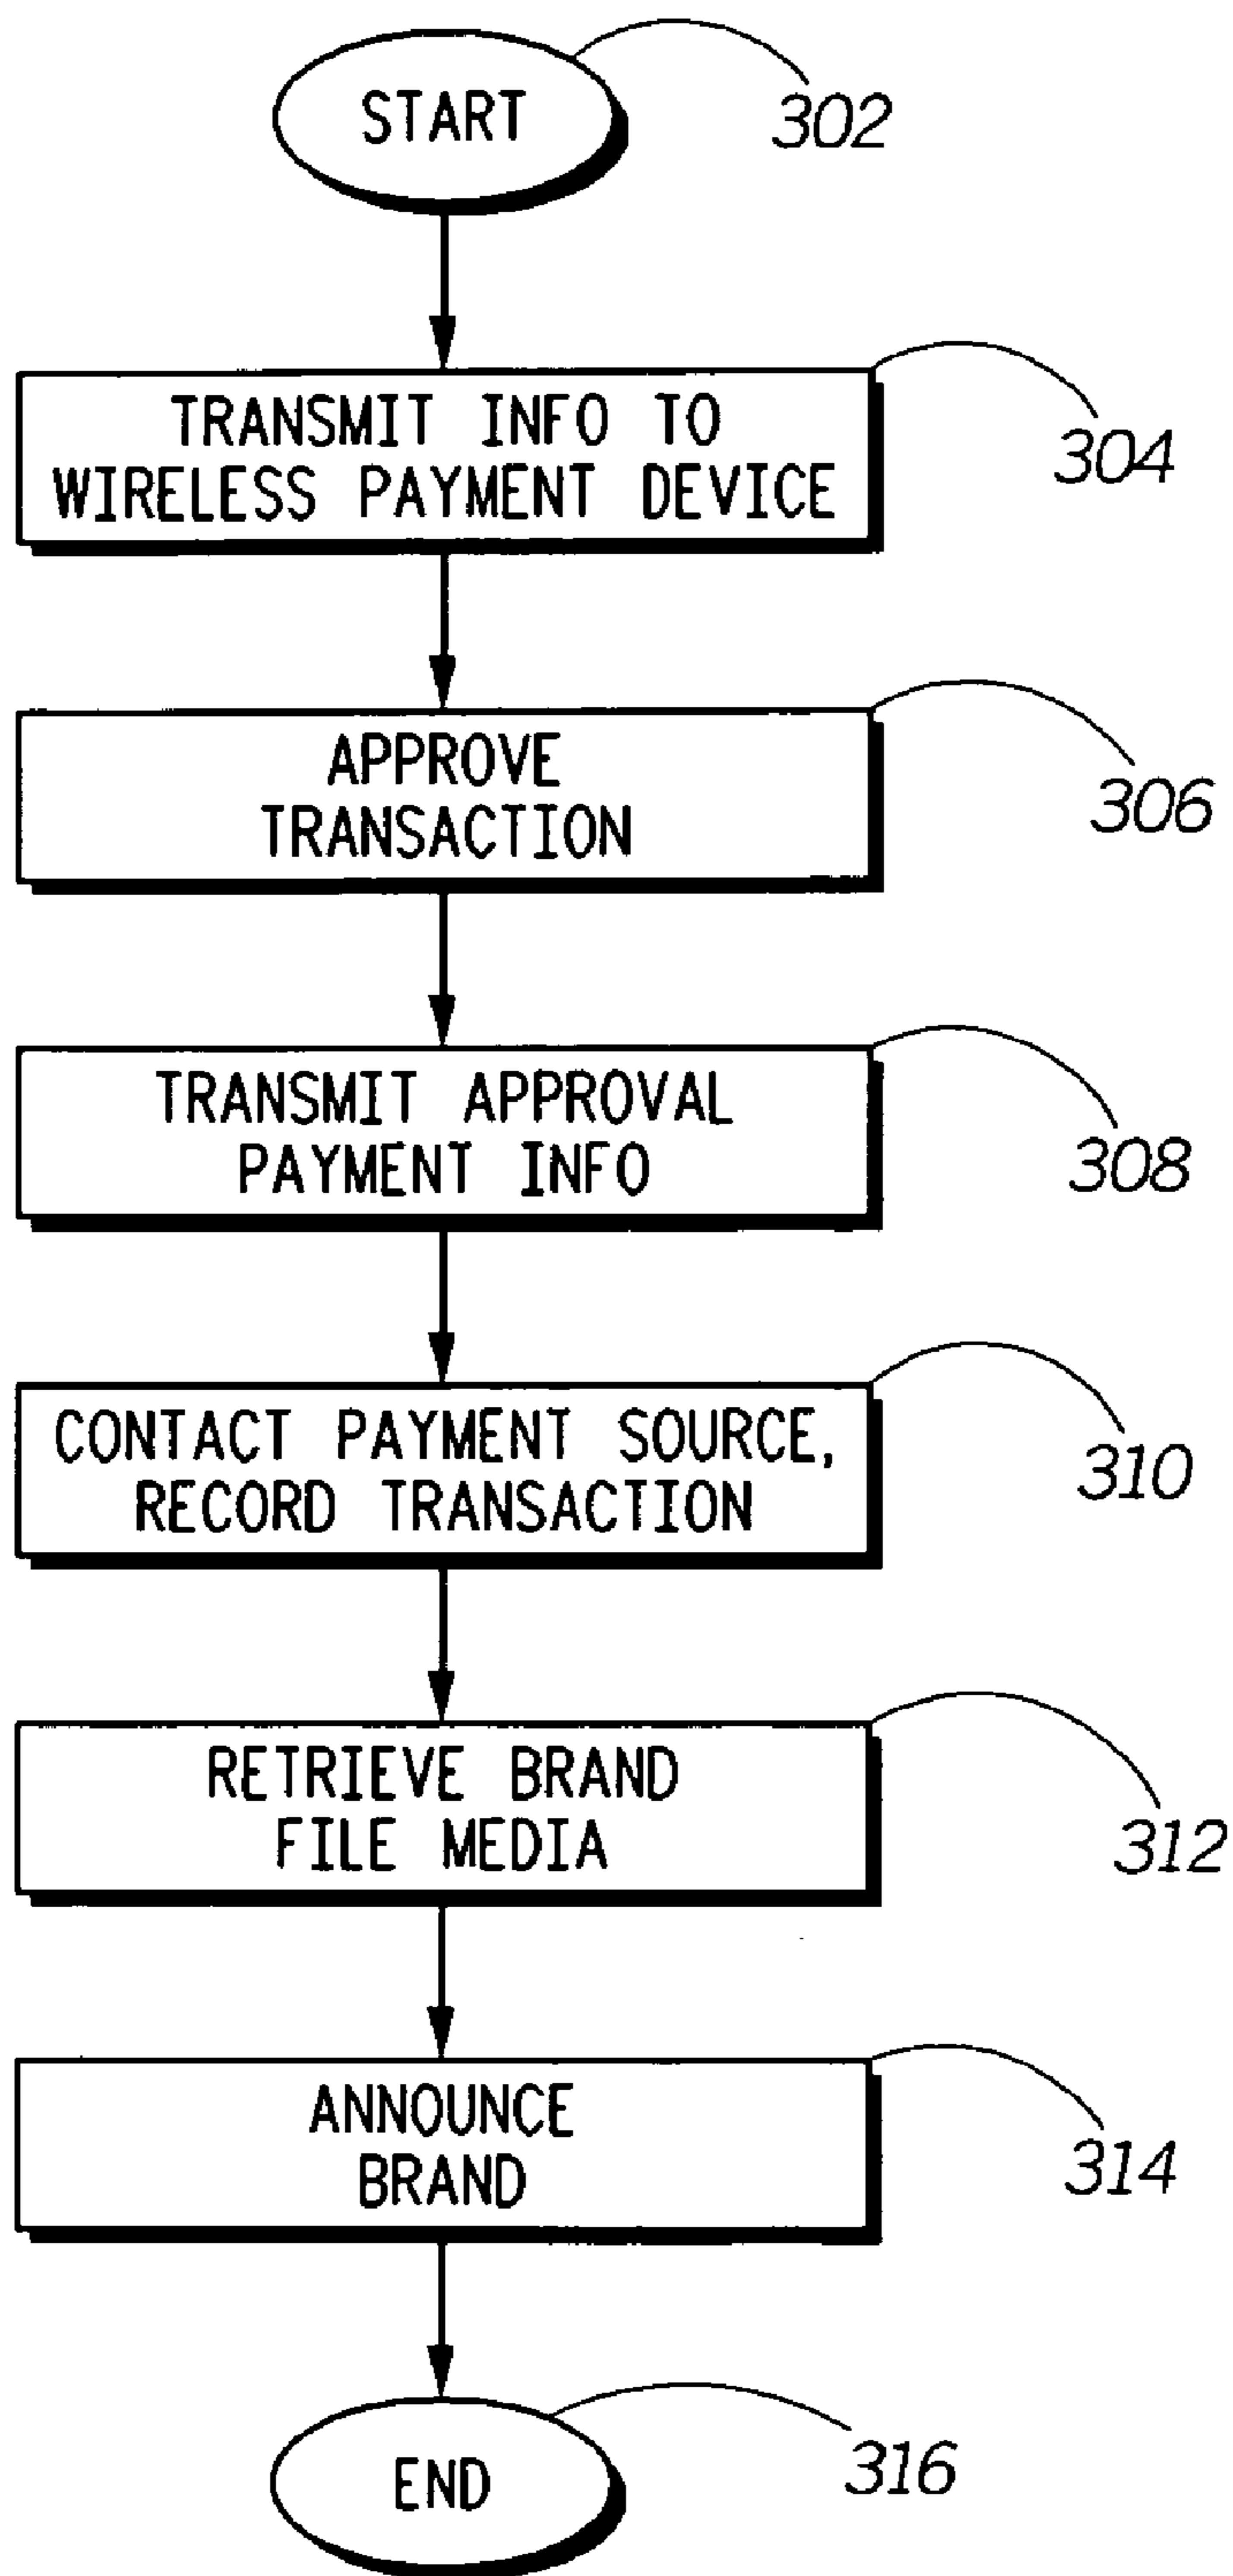 START
302
TRANSMIT INFO TO
WIRELESS PAYMENT DEVICE
304
APPROVE
TRANSACTION
306
TRANSMIT APPROVAL
PAYMENT INFO
308
CONTACT PAYMENT SOURCE,
RECORD TRANSACTION
310
RETRIEVE BRAND
FILE MEDIA
312
ANNOUNCE
BRAND
314
END
316